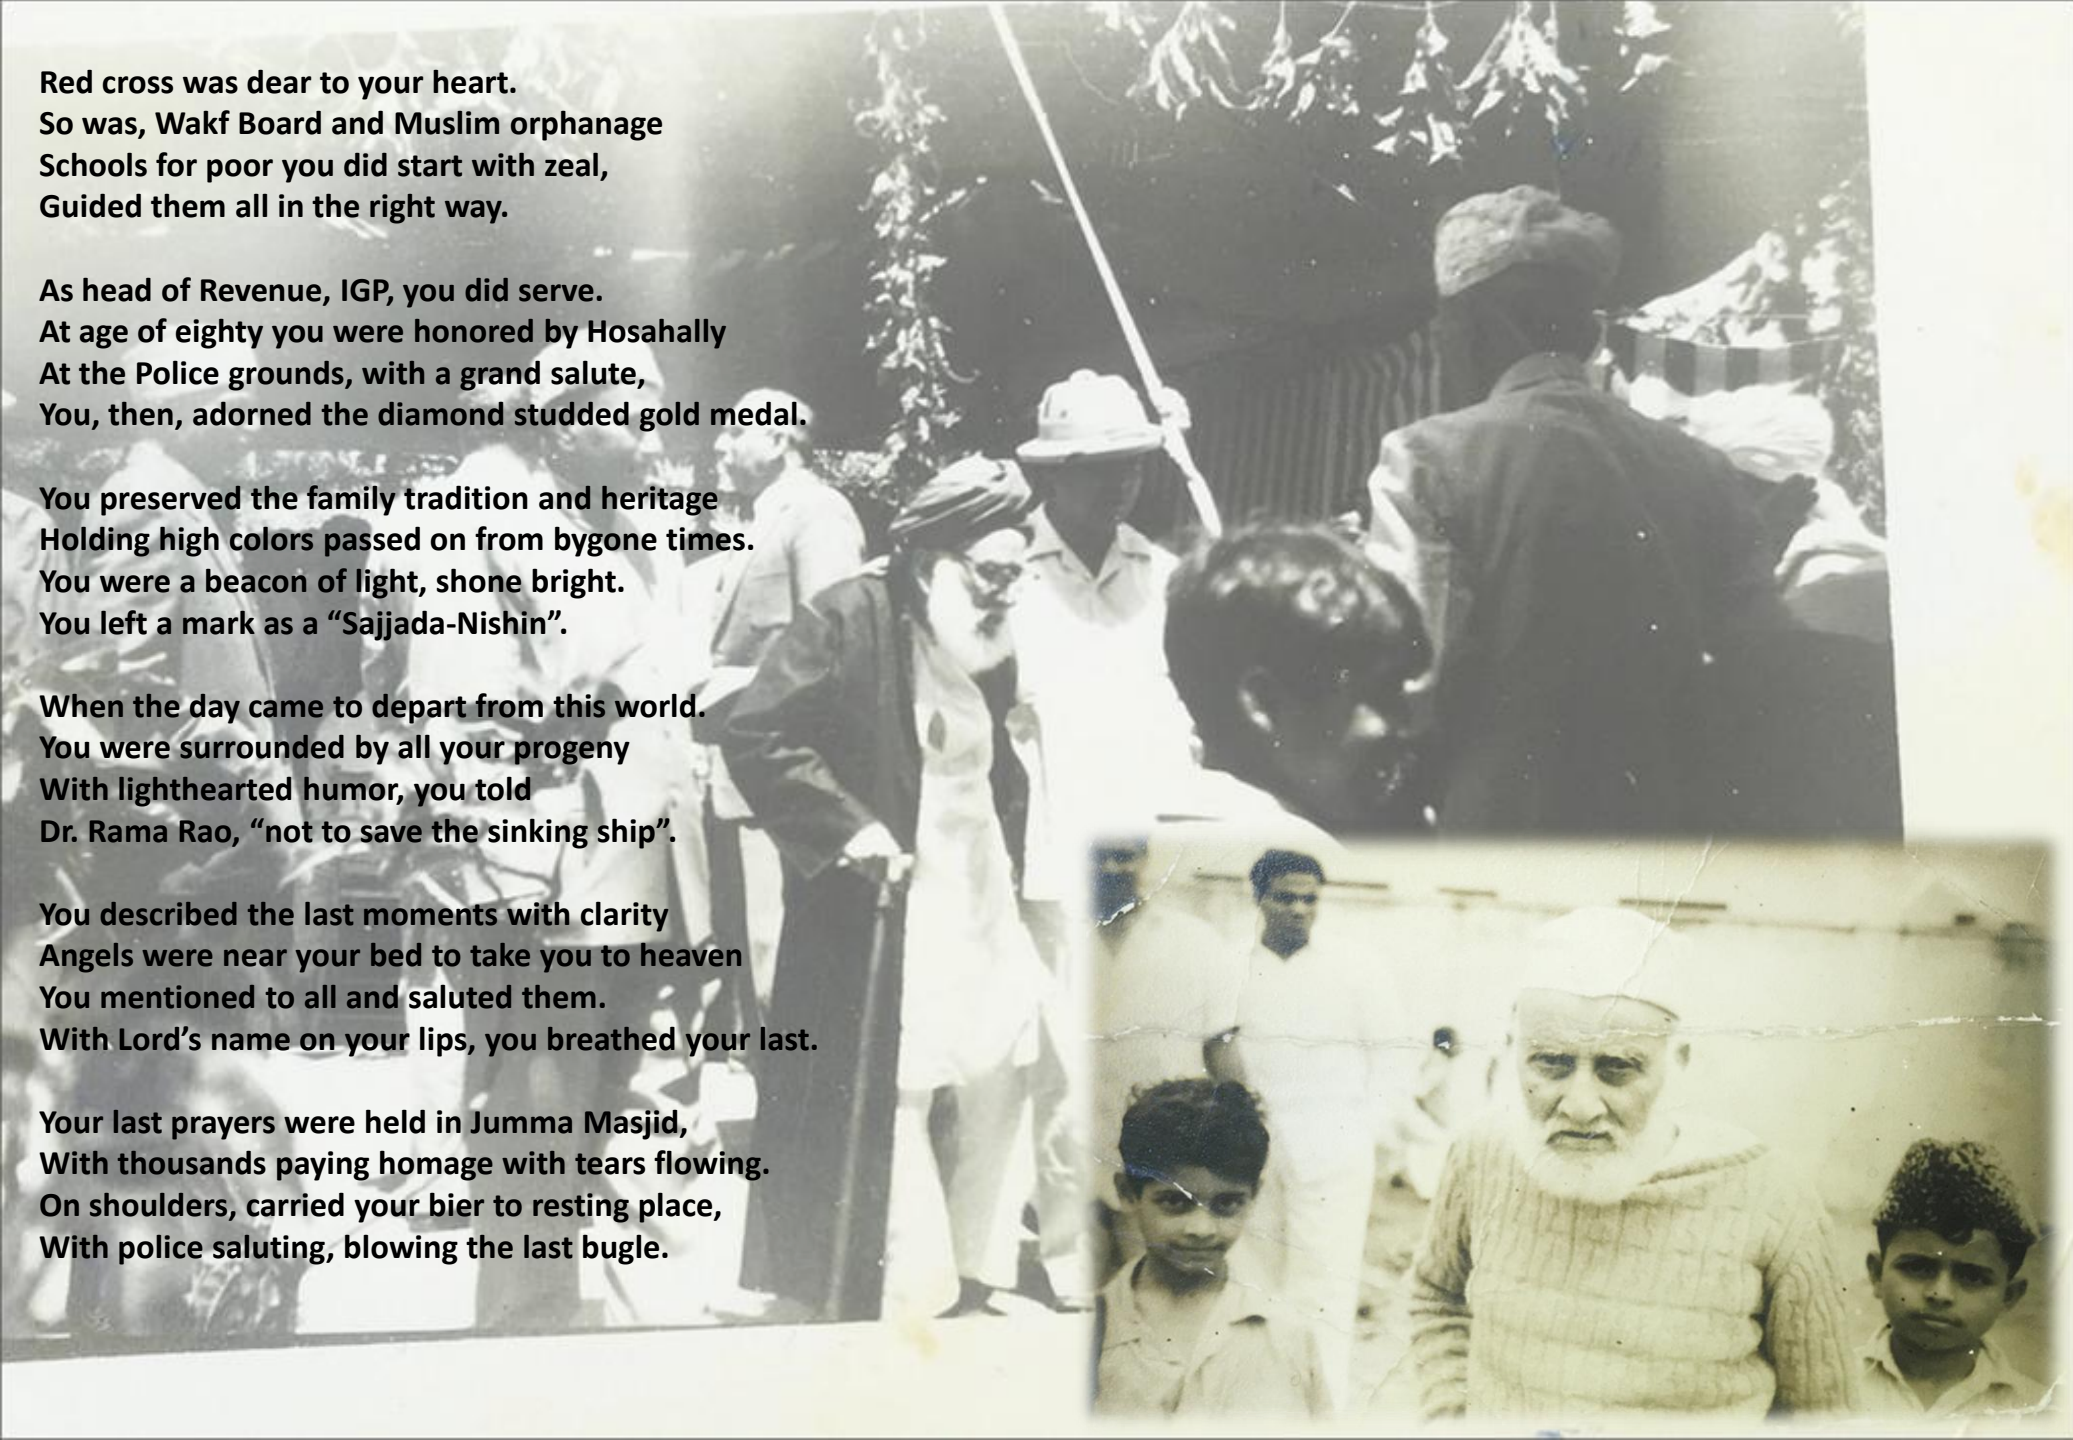 Red cross was dear to your heart.
So was, Wakf Board and Muslim orphanage
Schools for poor you did start with zeal,
Guided them all in the right way.
As head of Revenue, IGP, you did serve.
At age of eighty you were honored by Hosahally
At the Police grounds, with a grand salute,
You, then, adorned the diamond studded gold medal.
You preserved the family tradition and heritage
Holding high colors passed on from bygone times.
You were a beacon of light, shone bright.
You left a mark as a “Sajjada-Nishin”.
When the day came to depart from this world.
You were surrounded by all your progeny
With lighthearted humor, you told
Dr. Rama Rao, “not to save the sinking ship”.
You described the last moments with clarity
Angels were near your bed to take you to heaven
You mentioned to all and saluted them.
With Lord’s name on your lips, you breathed your last.
Your last prayers were held in Jumma Masjid,
With thousands paying homage with tears flowing.
On shoulders, carried your bier to resting place,
With police saluting, blowing the last bugle.